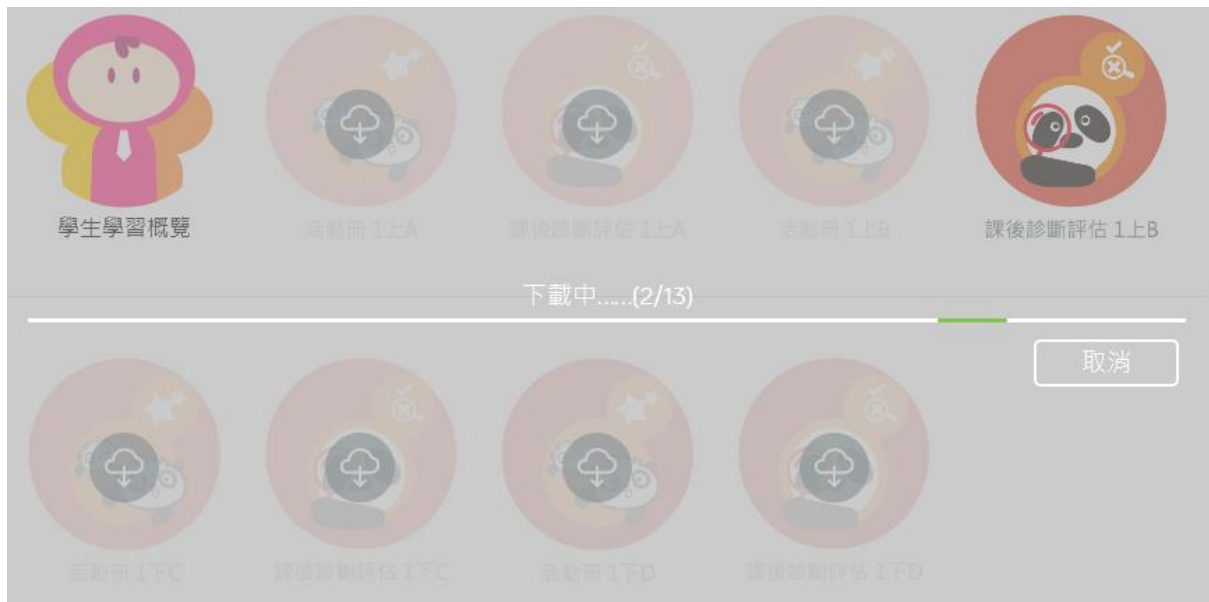 學生學習概覽
活動冊 1上A
課後診斷評估 1上A
活動冊 1上B
課後診斷評估 1上B
下載中......(2/13)
取消
活動冊 1下C
課後診斷評估 1下C
活動冊 1下D
課後診斷評估 1下D